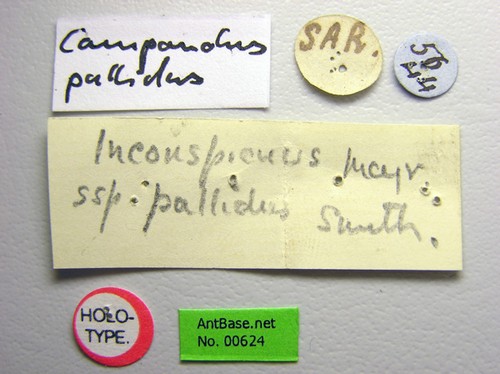 Camponotus
pallidus
SAR.
56
44
Inconspicuus Mayr.
ssp. pallidus Smith.
HOLO-
TYPE.
AntBase.net
No. 00624